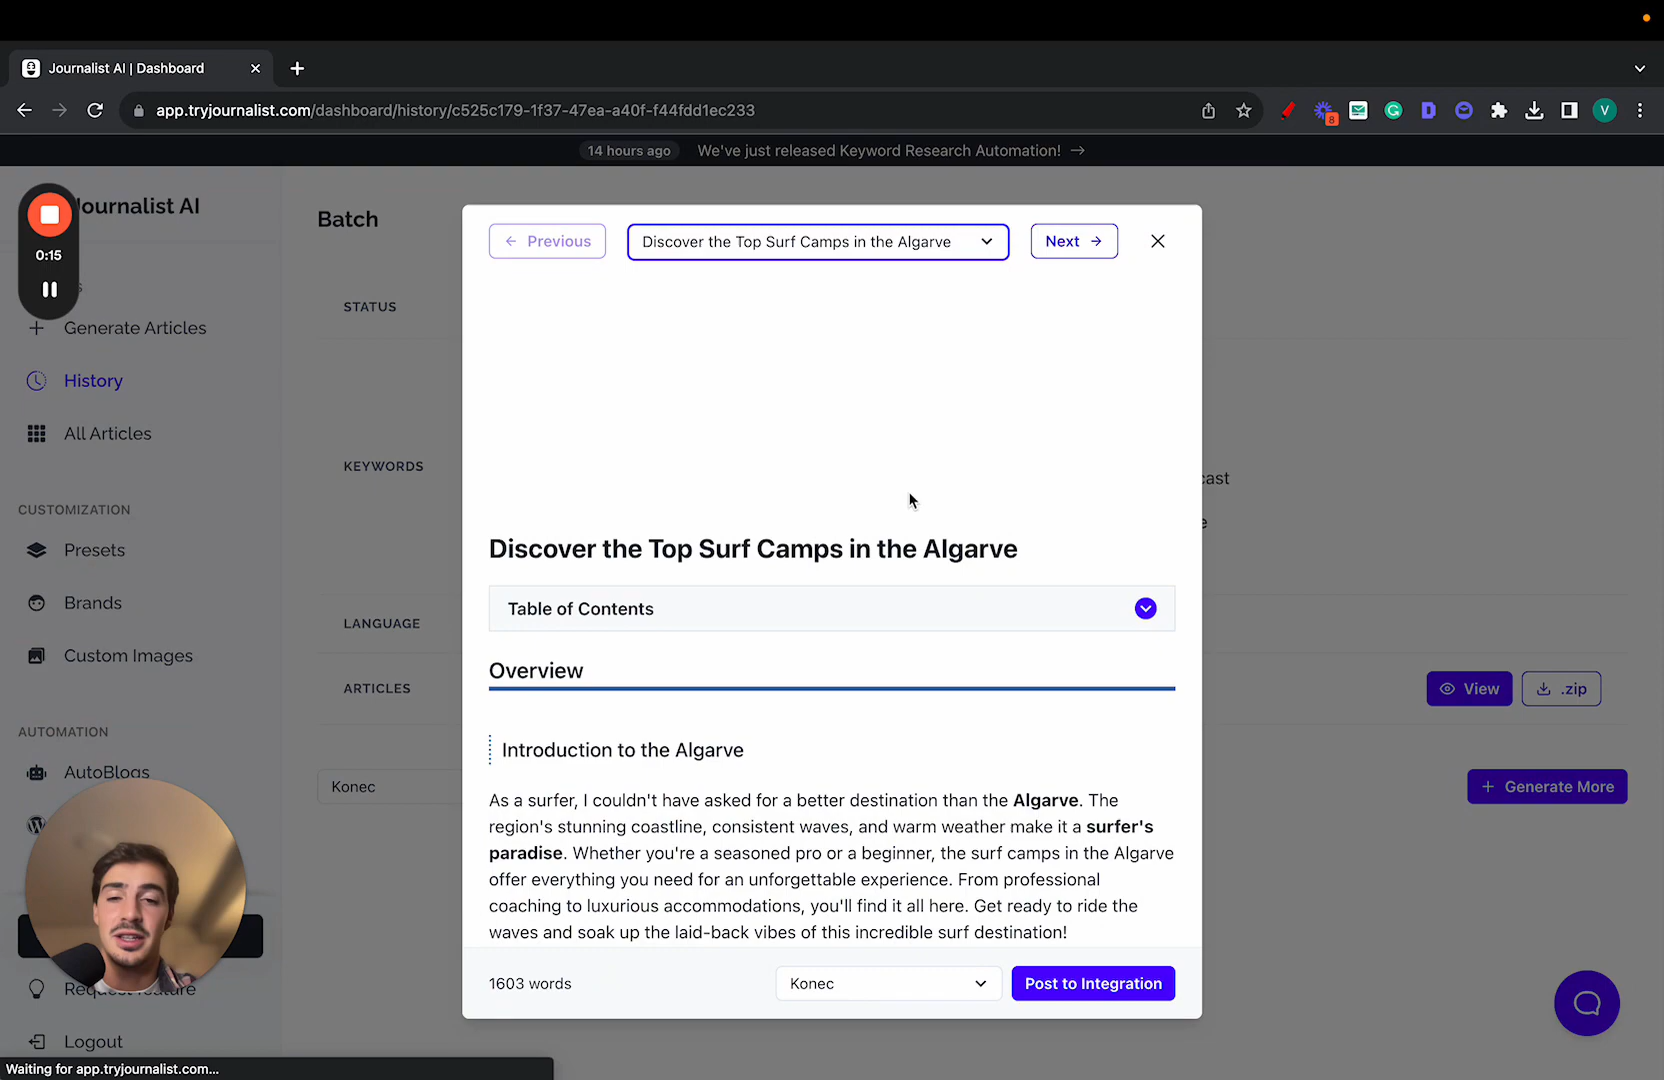 Journalist AI | Dashboard
app.tryjournalist.com/dashboard/history/c525c179-1f37-47ea-a40f-f44fdd1ec233
8
V
14 hours ago We've just released Keyword Research Automation! →
Journalist AI
0:15
Generate Articles
History
All Articles
CUSTOMIZATION
Presets
Brands
Custom Images
AUTOMATION
AutoBlogs
Request feature
Logout
Waiting for app.tryjournalist.com...
Batch
STATUS
KEYWORDS
cast
e
LANGUAGE
ARTICLES
View
.zip
Konec
+ Generate More
← Previous
Discover the Top Surf Camps in the Algarve
Next →
Discover the Top Surf Camps in the Algarve
Table of Contents
Overview
Introduction to the Algarve
As a surfer, I couldn't have asked for a better destination than the Algarve. The
region's stunning coastline, consistent waves, and warm weather make it a surfer's
paradise. Whether you're a seasoned pro or a beginner, the surf camps in the Algarve
offer everything you need for an unforgettable experience. From professional
coaching to luxurious accommodations, you'll find it all here. Get ready to ride the
waves and soak up the laid-back vibes of this incredible surf destination!
1603 words
Konec
Post to Integration